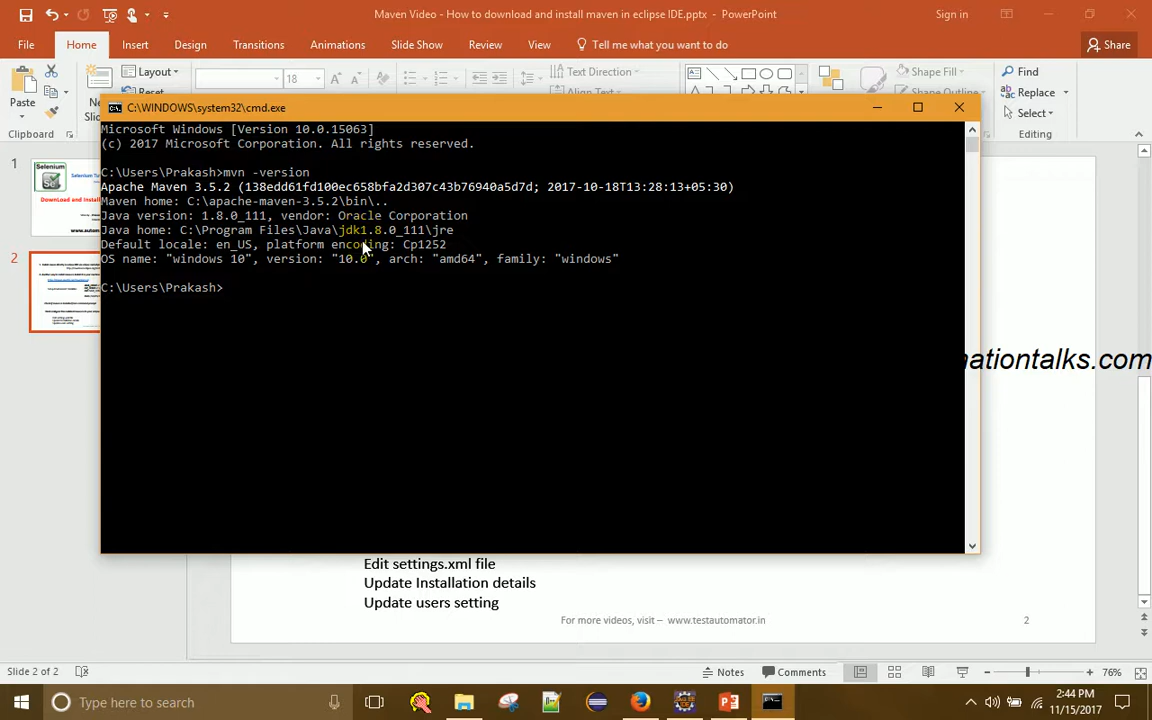 Maven Video - How to download and install maven in eclipse IDE.pptx - PowerPoint
Sign in
File Home Insert Design Transitions Animations Slide Show Review View Tell me what you want to do Share
Paste
Layout
18
Text Direction
Shape Fill
Find
Replace
Select
Clipboard
Editing
C:\WINDOWS\system32\cmd.exe
Microsoft Windows [Version 10.0.15063]
(c) 2017 Microsoft Corporation. All rights reserved.
C:\Users\Prakash>mvn -version
Apache Maven 3.5.2 (138edd61fd100ec658bfa2d307c43b76940a5d7d; 2017-10-18T13:28:13+05:30)
Maven home: C:\apache-maven-3.5.2\bin\..
Java version: 1.8.0_111, vendor: Oracle Corporation
Java home: C:\Program Files\Java\jdk1.8.0_111\jre
Default locale: en_US, platform encoding: Cp1252
OS name: "windows 10", version: "10.0", arch: "amd64", family: "windows"
C:\Users\Prakash>
1
2
nationtalks.com
Edit settings.xml file
Update Installation details
Update users setting
For more videos, visit – www.testautomator.in
2
Slide 2 of 2
Notes
Comments
76%
Type here to search
2:44 PM
11/15/2017